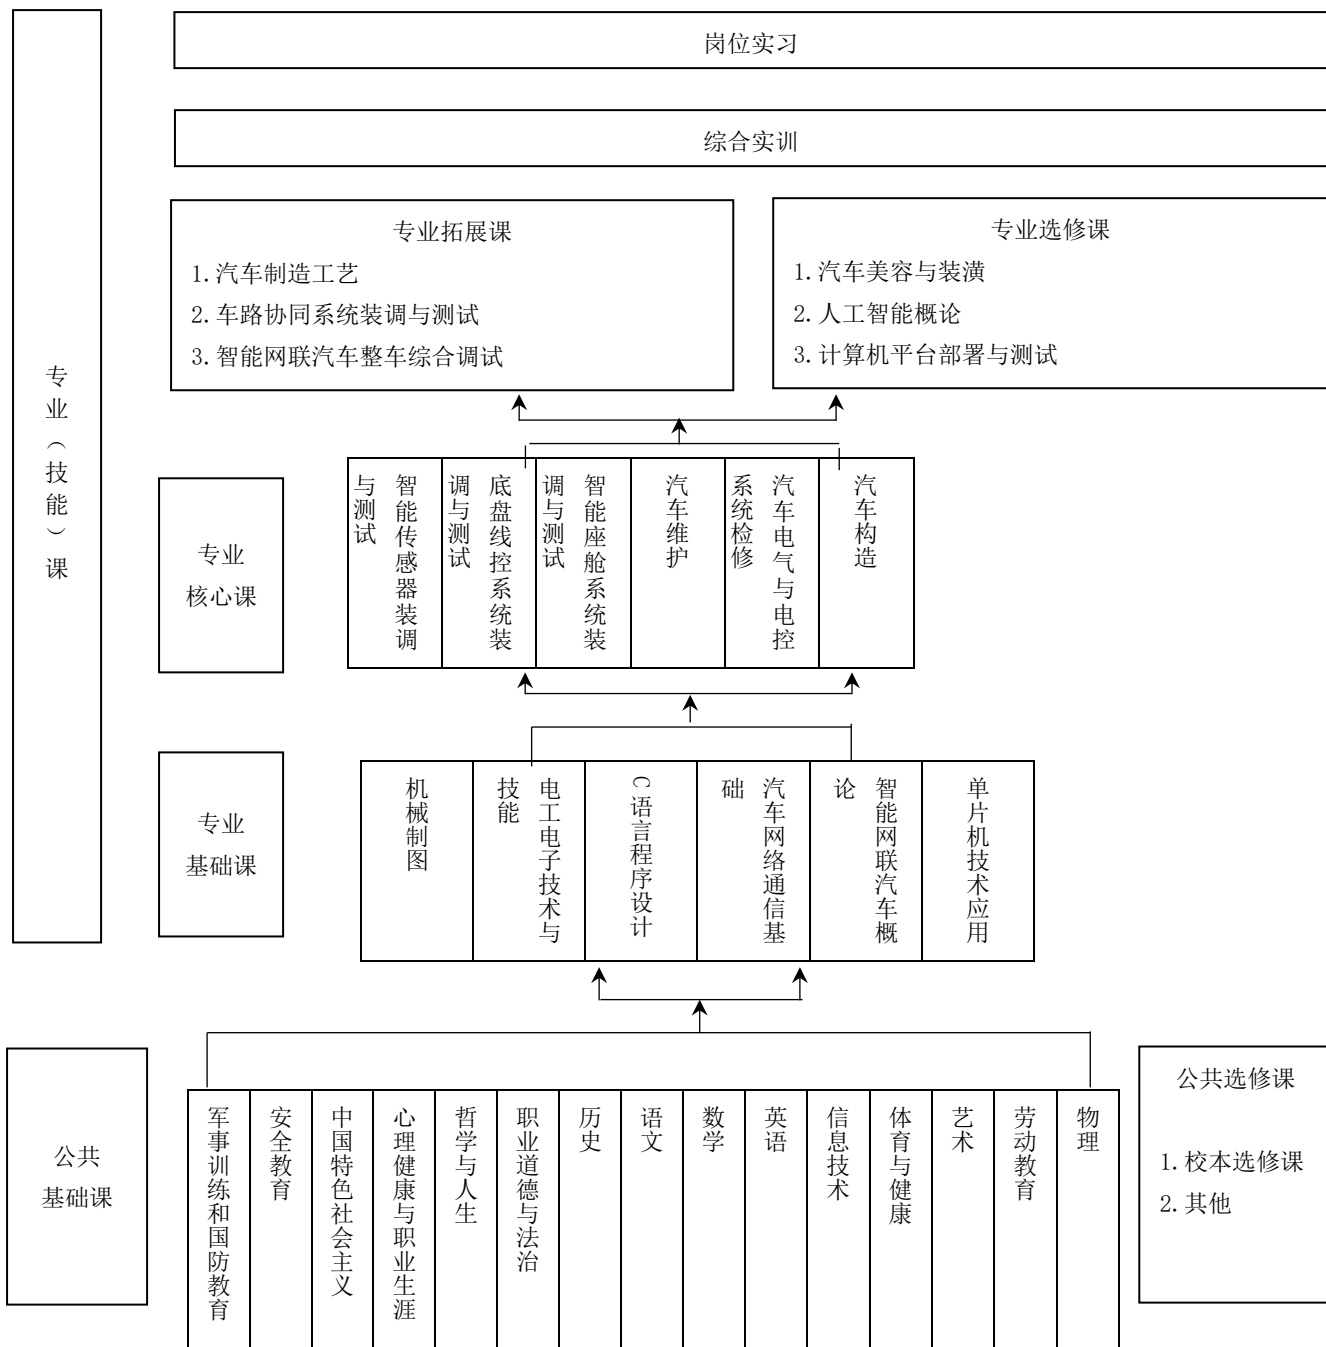 岗位实习
综合实训
专业拓展课
1.汽车制造工艺
2.车路协同系统装调与测试
3.智能网联汽车整车综合调试
专业选修课
1.汽车美容与装潢
2.人工智能概论
3.计算机平台部署与测试
专业（技能）课
专业
核心课
智能传感器装调
与测试
底盘线控系统装
调与测试
智能座舱系统装
调与测试
汽车维护
汽车电气与电控
系统检修
汽车构造
专业
基础课
机械制图
电工电子技术与
技能
C语言程序设计
汽车网络通信基
础
智能网联汽车概
论
单片机技术应用
公共
基础课
军事训练和国防教育
安全教育
中国特色社会主义
心理健康与职业生涯
哲学与人生
职业道德与法治
历史
语文
数学
英语
信息技术
体育与健康
艺术
劳动教育
物理
公共选修课
1.校本选修课
2.其他